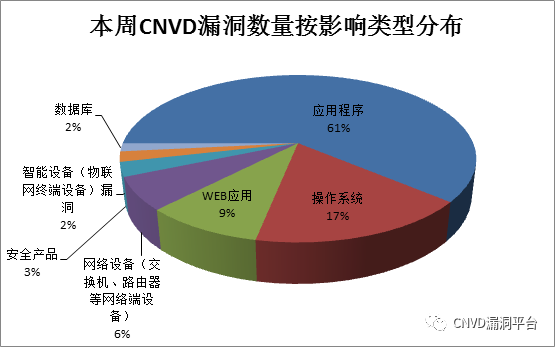 本周CNVD漏洞数量按影响类型分布
应用程序
61%
操作系统
17%
WEB应用
9%
网络设备（交
换机、路由器
等网络端设
备）
6%
安全产品
3%
智能设备（物联
网终端设备）漏
洞
2%
数据库
2%
CNVD漏洞平台